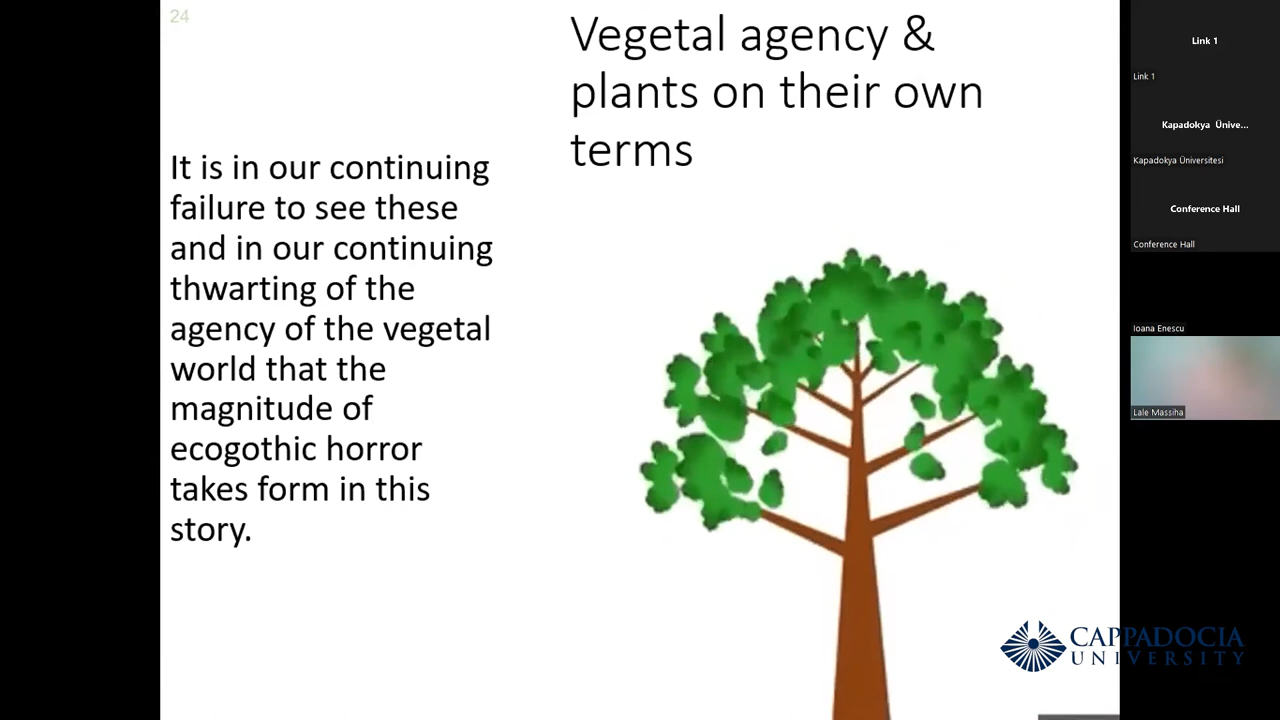 24
Vegetal agency &
plants on their own
terms
It is in our continuing
failure to see these
and in our continuing
thwarting of the
agency of the vegetal
world that the
magnitude of
ecogothic horror
takes form in this
story.
CAPPADOCIA
UNIVERSITY
Link 1
Link 1
Kapadokya Ünive...
Kapadokya Üniversitesi
Conference Hall
Conference Hall
Ioana Enescu
Lale Massiha